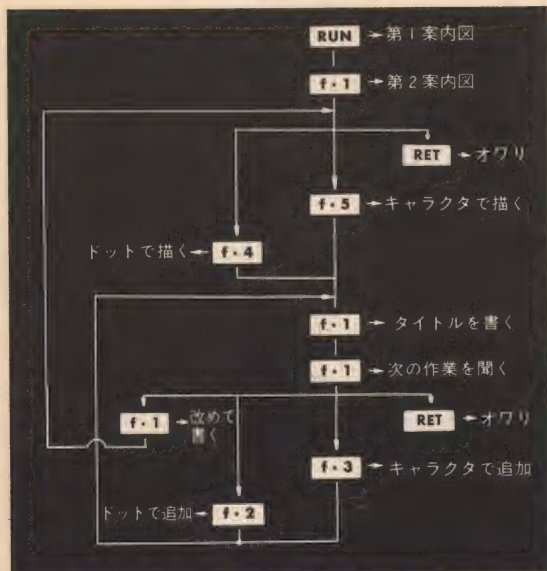 RUN →第1案内図
f・1 →第2案内図
RET →オワリ
f・5 →キャラクタで描く
ドットで描く← f・4
f・1 → タイトルを書く
f・1 → 次の作業を聞く
f・1 →改めて
書く
RET →オワリ
f・3 →キャラクタで追加
ドットで追加← f・2